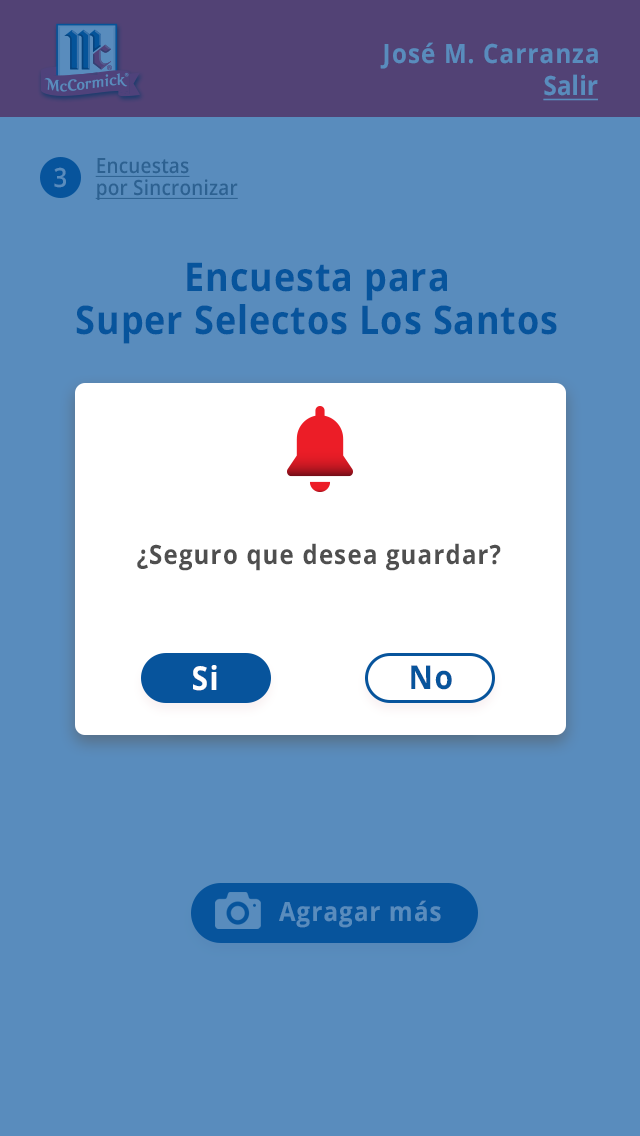 Mc
McCormick®
José M. Carranza
Salir
3
Encuestas
por Sincronizar
Encuesta para
Super Selectos Los Santos
¿Seguro que desea guardar?
Si
No
Agragar más